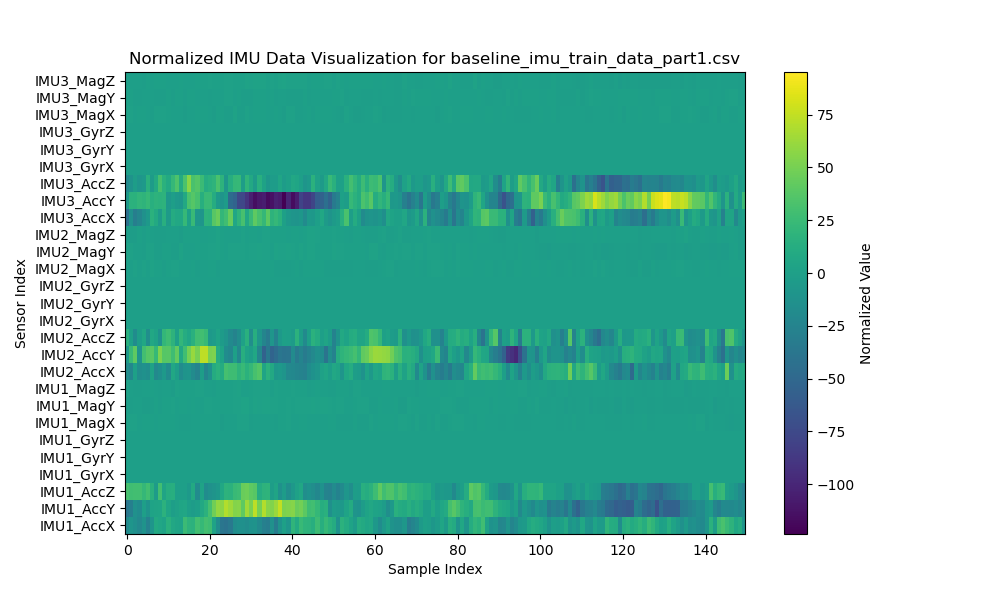 Normalized IMU Data Visualization for baseline_imu_train_data_part1.csv
IMU3_MagZ
IMU3_MagY
IMU3_MagX
IMU3_GyrZ
IMU3_GyrY
IMU3_GyrX
IMU3_AccZ
IMU3_AccY
IMU3_AccX
IMU2_MagZ
IMU2_MagY
IMU2_MagX
IMU2_GyrZ
IMU2_GyrY
IMU2_GyrX
IMU2_AccZ
IMU2_AccY
IMU2_AccX
IMU1_MagZ
IMU1_MagY
IMU1_MagX
IMU1_GyrZ
IMU1_GyrY
IMU1_GyrX
IMU1_AccZ
IMU1_AccY
IMU1_AccX
Sensor Index
0 20 40 60 80 100 120 140
Sample Index
75
50
25
0
−25
−50
−75
−100
Normalized Value